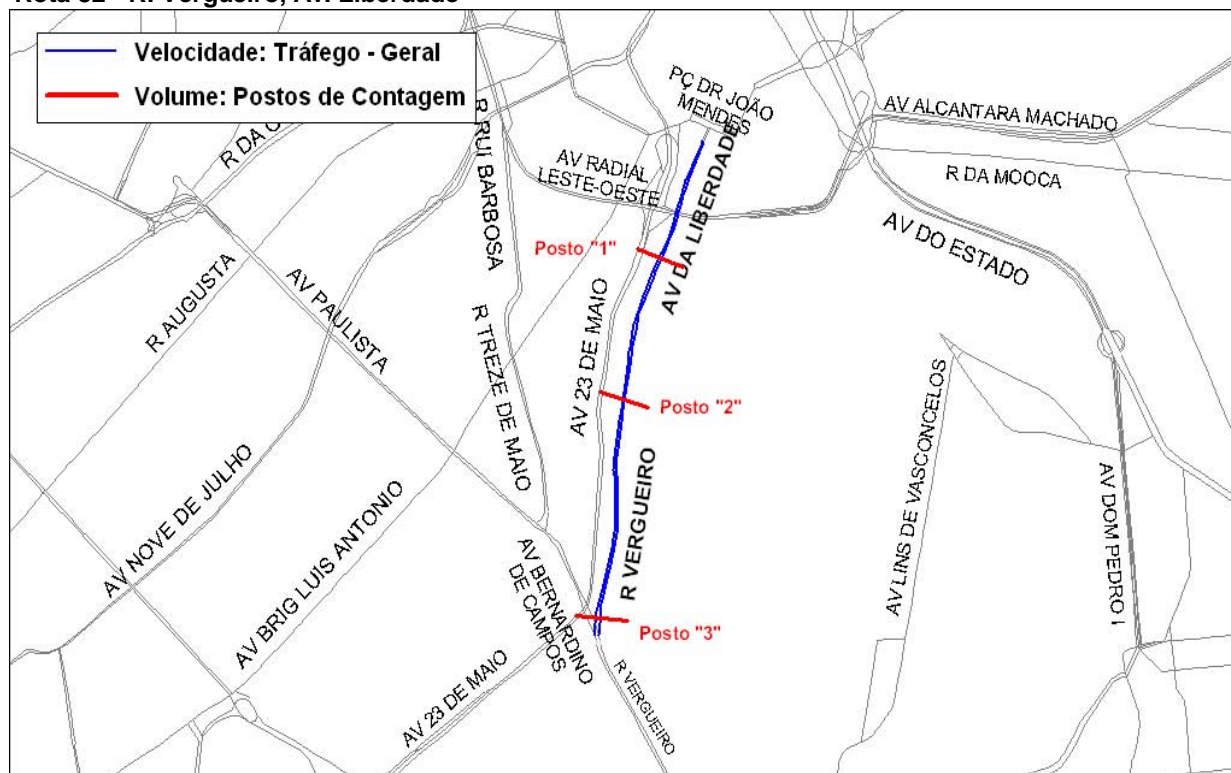 Velocidade: Tráfego - Geral
Volume: Postos de Contagem
PÇ DR JOÃO
MENDES
AV ALCANTARA MACHADO
R DA MOOCA
AV DO ESTADO
R RUI BARBOSA
R DA
AV RADIAL
LESTE-OESTE
AV DA LIBERDADE
Posto "1"
R AUGUSTA
AV PAULISTA
R TREZE DE MAIO
AV 23 DE MAIO
Posto "2"
AV LINS DE VASCONCELOS
AV DOM PEDRO I
AV NOVE DE JULHO
AV BRIG LUIS ANTONIO
R VERGUEIRO
AV BERNARDINO
DE CAMPOS
Posto "3"
AV 23 DE MAIO
R VERGUEIRO